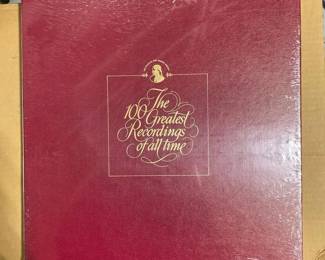 The
100 Greatest
Recordings
of all time